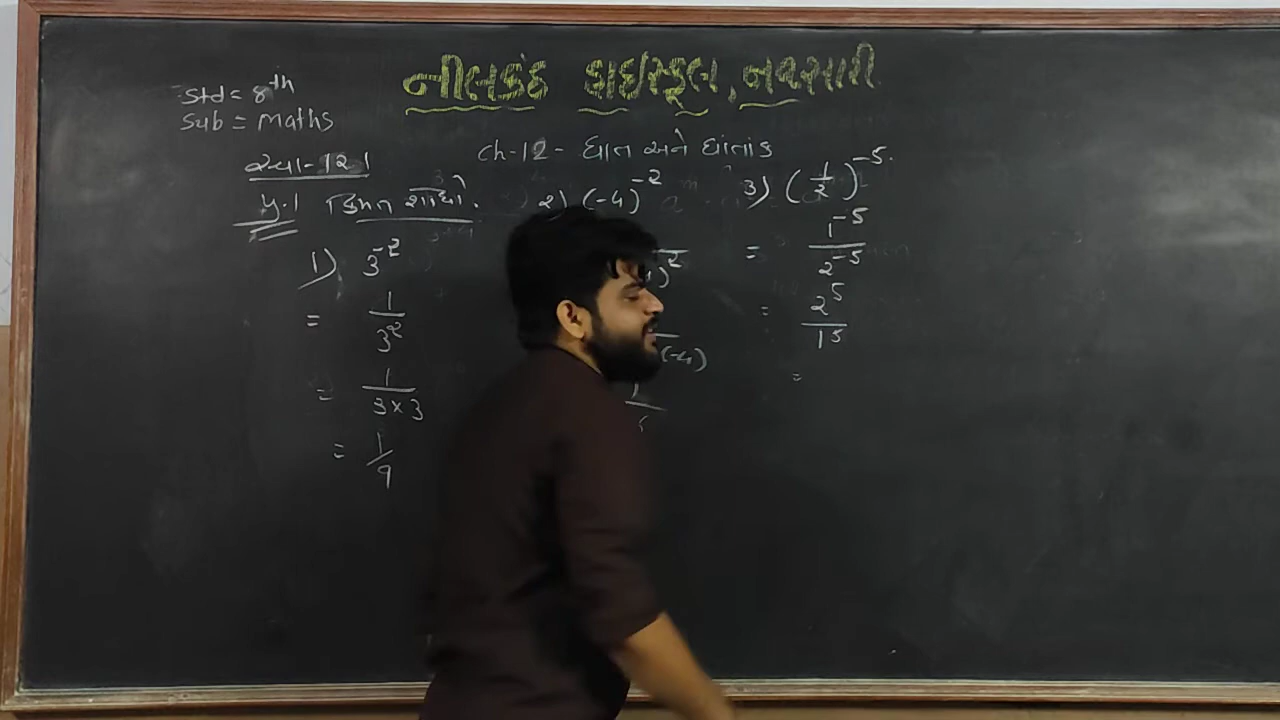 નીલકંઠ હાઈસ્કૂલ, નવસારી
Std = 8th
Sub = Maths
Ch-12 - ઘાત અને ઘાતાંક
સ્વા-12.1
પ્ર.1 કિંમત શોધો.
1) 3^-2
= 1/3^2
= 1/(3×3)
= 1/9
2) (-4)^-2
(-4)
3) (1/2)^-5
= 1^-5/2^-5
= 2^5/1^5
=